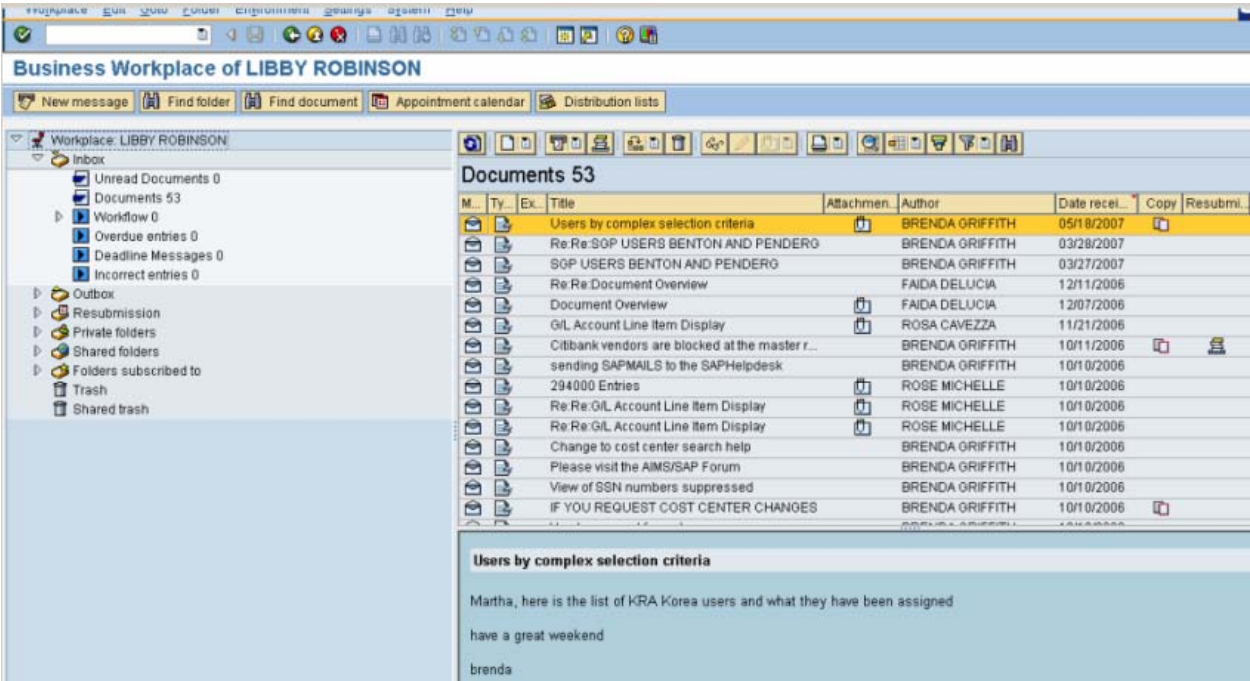 Workplace Edit Goto Folder Environment Settings System Help
Business Workplace of LIBBY ROBINSON
New message Find folder Find document Appointment calendar Distribution lists
Workplace: LIBBY ROBINSON
Inbox
Unread Documents 0
Documents 53
Workflow 0
Overdue entries 0
Deadline Messages 0
Incorrect entries 0
Outbox
Resubmission
Private folders
Shared folders
Folders subscribed to
Trash
Shared trash
Documents 53
M... Ty... Ex... Title Attachmen... Author Date recei... Copy Resubmi...
Users by complex selection criteria BRENDA GRIFFITH 05/18/2007
Re:Re:SGP USERS BENTON AND PENDERG BRENDA GRIFFITH 03/28/2007
SGP USERS BENTON AND PENDERG BRENDA GRIFFITH 03/27/2007
Re:Re:Document Overview FAIDA DELUCIA 12/11/2006
Document Overview FAIDA DELUCIA 12/07/2006
G/L Account Line Item Display ROSA CAVEZZA 11/21/2006
Citibank vendors are blocked at the master r... BRENDA GRIFFITH 10/11/2006
sending SAPMAILS to the SAPHelpdesk BRENDA GRIFFITH 10/10/2006
294000 Entries ROSE MICHELLE 10/10/2006
Re:Re:G/L Account Line Item Display ROSE MICHELLE 10/10/2006
Re:Re:G/L Account Line Item Display ROSE MICHELLE 10/10/2006
Change to cost center search help BRENDA GRIFFITH 10/10/2006
Please visit the AIMS/SAP Forum BRENDA GRIFFITH 10/10/2006
View of SSN numbers suppressed BRENDA GRIFFITH 10/10/2006
IF YOU REQUEST COST CENTER CHANGES BRENDA GRIFFITH 10/10/2006
Users by complex selection criteria
Martha, here is the list of KRA Korea users and what they have been assigned
have a great weekend
brenda